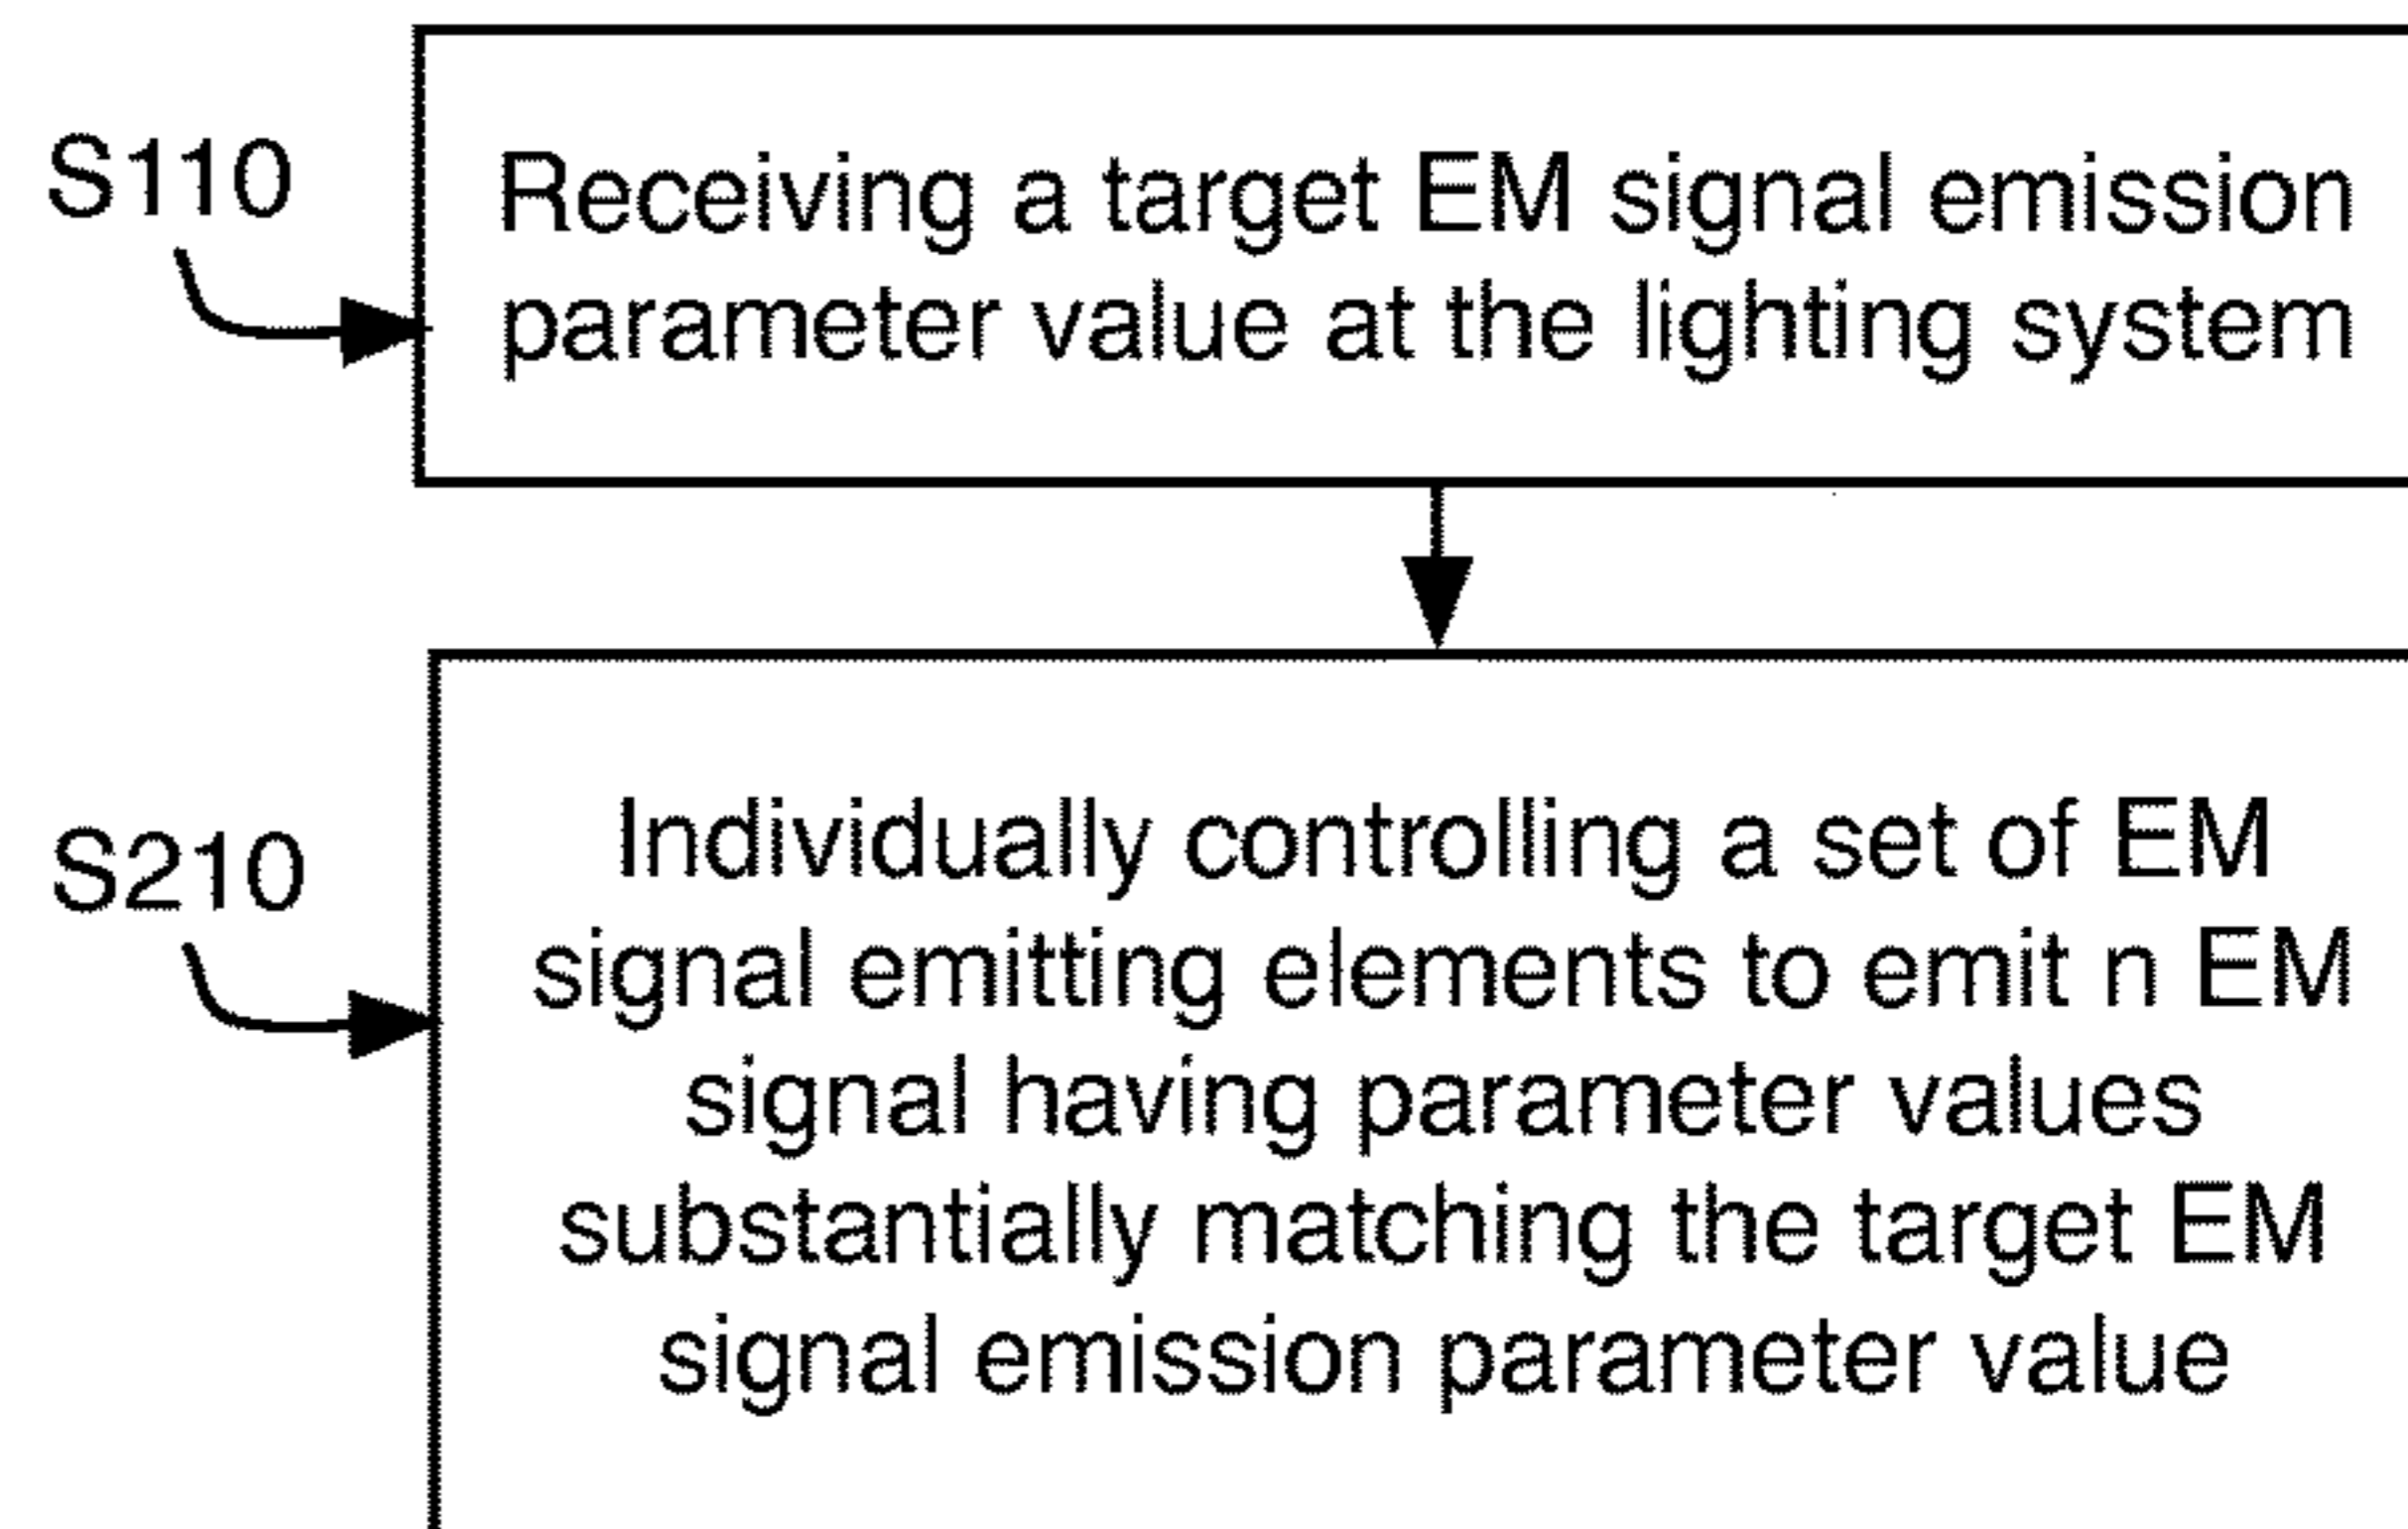 S110
Receiving a target EM signal emission
parameter value at the lighting system
S210
Individually controlling a set of EM
signal emitting elements to emit n EM
signal having parameter values
substantially matching the target EM
signal emission parameter value